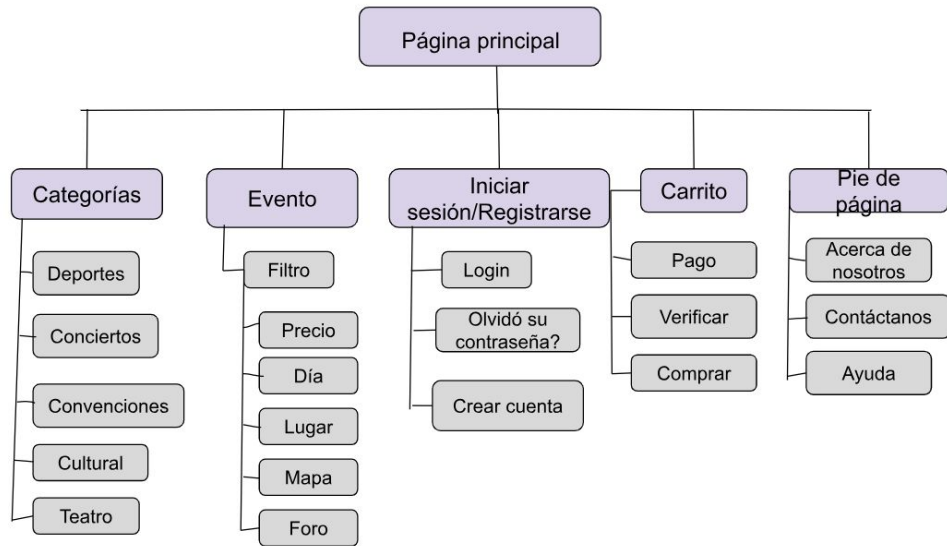 Página principal
Categorías
Deportes
Conciertos
Convenciones
Cultural
Teatro
Evento
Filtro
Precio
Día
Lugar
Mapa
Foro
Iniciar
sesión/Registrarse
Login
Olvidó su
contraseña?
Crear cuenta
Carrito
Pago
Verificar
Comprar
Pie de
página
Acerca de
nosotros
Contáctanos
Ayuda